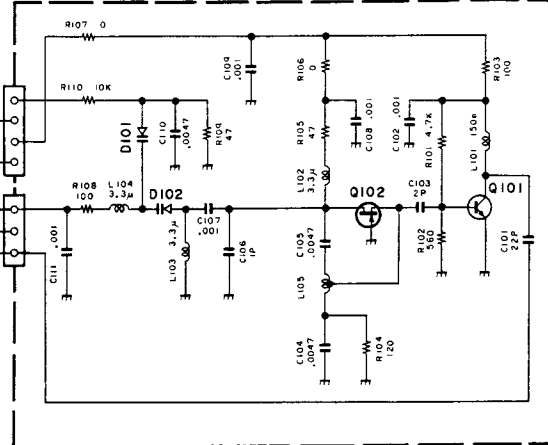 R107 0
C109
.001
R106
0
R103
100
R110 10K
D101
C110
.0047
R109
47
R105
47
C108
.001
C102
.001
R101
4.7K
L101
150n
R108
100
L104
3.3μ
D102
L102
3.3μ
Q102
C103
2P
Q101
C111
.001
L103
3.3μ
C107
.001
C106
1P
C105
.0047
L105
R102
560
C101
22P
C104
.0047
R104
120